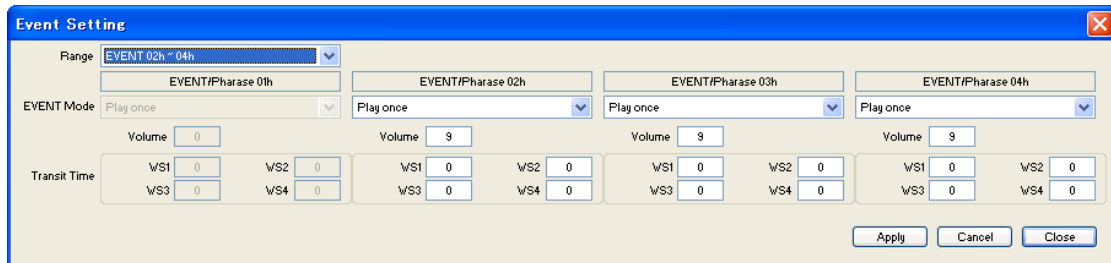 Event Setting
Range EVENT 02h ~ 04h
EVENT/Pharase 01h EVENT/Pharase 02h EVENT/Pharase 03h EVENT/Pharase 04h
EVENT Mode Play once Play once Play once Play once
Volume 0 Volume 9 Volume 9 Volume 9
Transit Time
WS1 0 WS2 0 WS1 0 WS2 0 WS1 0 WS2 0 WS1 0 WS2 0
WS3 0 WS4 0 WS3 0 WS4 0 WS3 0 WS4 0 WS3 0 WS4 0
Apply Cancel Close